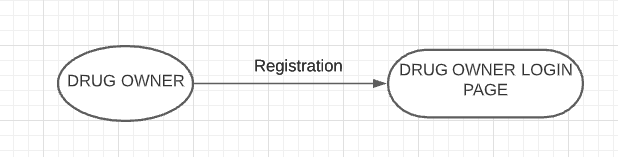 DRUG OWNER
Registration
DRUG OWNER LOGIN
PAGE